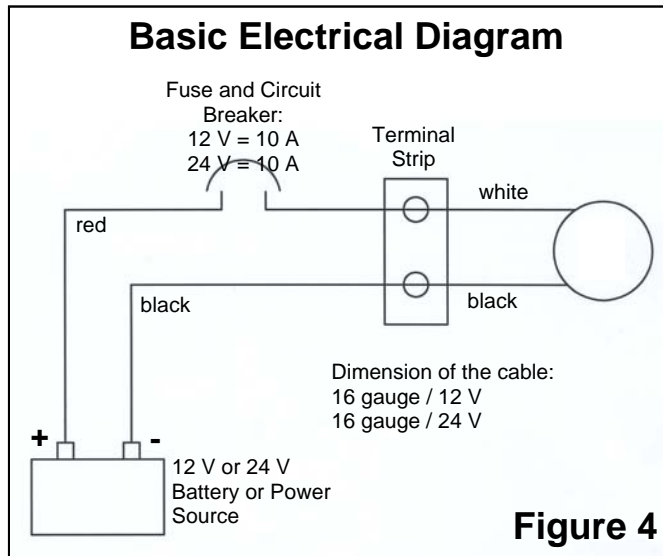 Basic Electrical Diagram
Fuse and Circuit
Breaker:
12 V = 10 A
24 V = 10 A
Terminal
Strip
white
red
black
black
Dimension of the cable:
16 gauge / 12 V
16 gauge / 24 V
+
-
12 V or 24 V
Battery or Power
Source
Figure 4